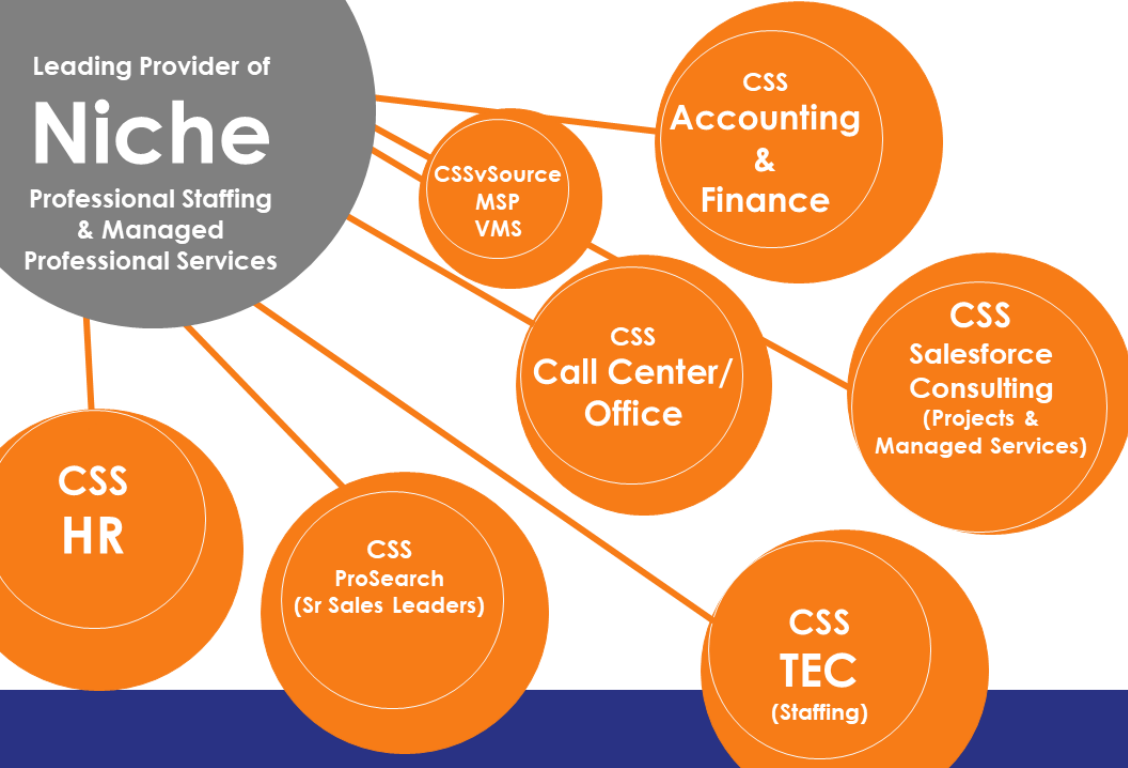 Leading Provider of
Niche
Professional Staffing
& Managed
Professional Services
CSS
Accounting
&
Finance
CSSvSource
MSP
VMS
CSS
Call Center/
Office
CSS
Salesforce
Consulting
(Projects &
Managed Services)
CSS
HR
CSS
ProSearch
(Sr Sales Leaders)
CSS
TEC
(Staffing)